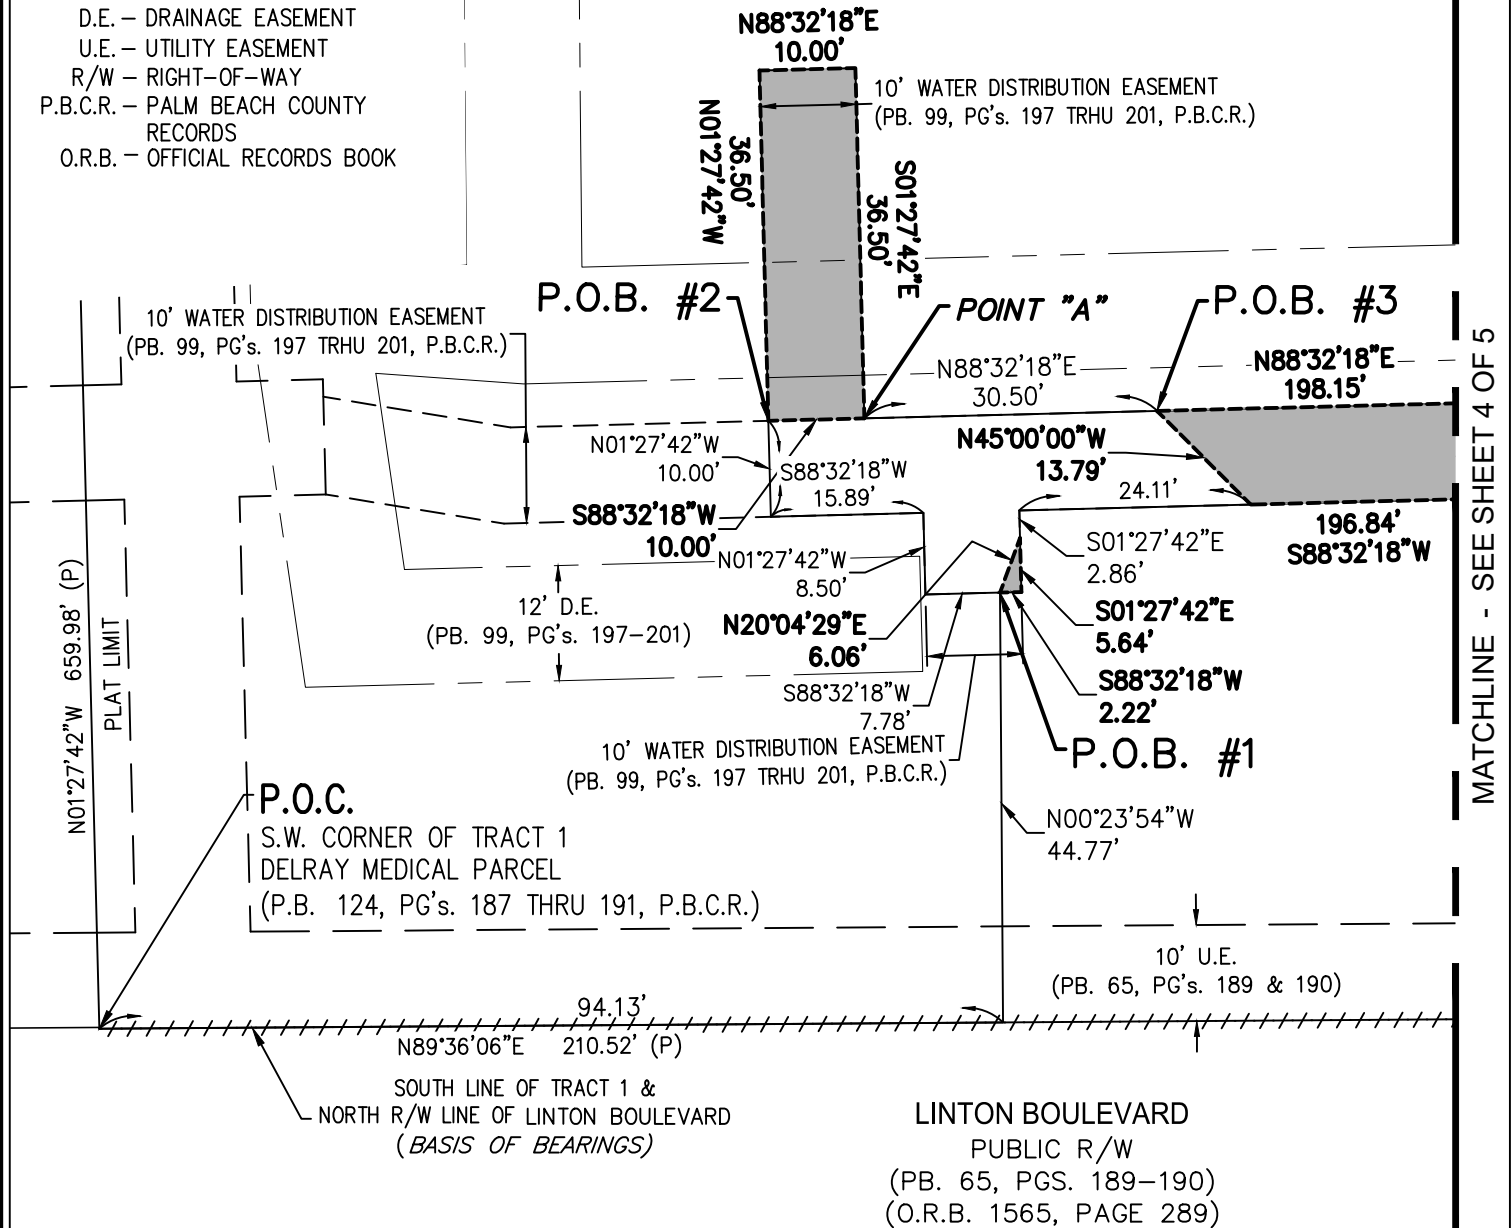 D.E. – DRAINAGE EASEMENT
U.E. – UTILITY EASEMENT
R/W – RIGHT-OF-WAY
P.B.C.R. – PALM BEACH COUNTY
RECORDS
O.R.B. – OFFICIAL RECORDS BOOK
N88°32'18"E
10.00'
10' WATER DISTRIBUTION EASEMENT
(PB. 99, PG's. 197 TRHU 201, P.B.C.R.)
N01°27'42"W
36.50'
S01°27'42"E
36.50'
10' WATER DISTRIBUTION EASEMENT
(PB. 99, PG's. 197 TRHU 201, P.B.C.R.)
P.O.B. #2
POINT "A"
P.O.B. #3
N88°32'18"E
30.50'
N88°32'18"E
198.15'
N01°27'42"W
10.00'
S88°32'18"W
15.89'
N45°00'00"W
13.79'
24.11'
S88°32'18"W
10.00'
196.84'
S88°32'18"W
N01°27'42"W
8.50'
S01°27'42"E
2.86'
12' D.E.
(PB. 99, PG's. 197-201)
N20°04'29"E
6.06'
S01°27'42"E
5.64'
S88°32'18"W
7.78'
S88°32'18"W
2.22'
10' WATER DISTRIBUTION EASEMENT
(PB. 99, PG's. 197 TRHU 201, P.B.C.R.)
P.O.B. #1
N01°27'42"W 659.98' (P)
PLAT LIMIT
P.O.C.
S.W. CORNER OF TRACT 1
DELRAY MEDICAL PARCEL
(P.B. 124, PG's. 187 THRU 191, P.B.C.R.)
N00°23'54"W
44.77'
10' U.E.
(PB. 65, PG's. 189 & 190)
94.13'
N89°36'06"E 210.52' (P)
SOUTH LINE OF TRACT 1 &
NORTH R/W LINE OF LINTON BOULEVARD
(BASIS OF BEARINGS)
LINTON BOULEVARD
PUBLIC R/W
(PB. 65, PGS. 189-190)
(O.R.B. 1565, PAGE 289)
MATCHLINE - SEE SHEET 4 OF 5